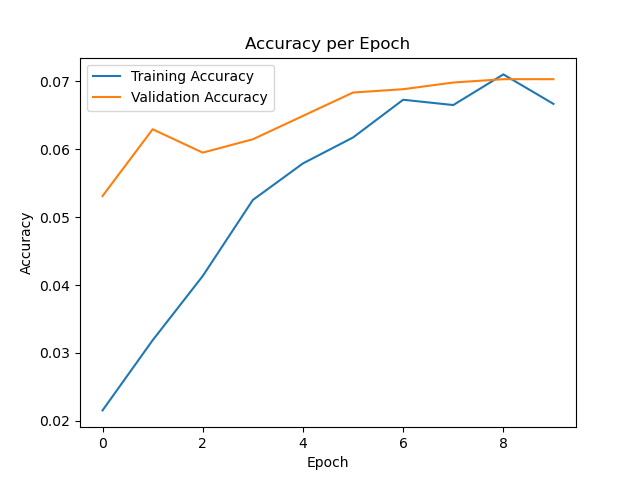 Accuracy per Epoch
Training Accuracy
Validation Accuracy
0.07
0.06
0.05
0.04
0.03
0.02
Accuracy
0 2 4 6 8
Epoch